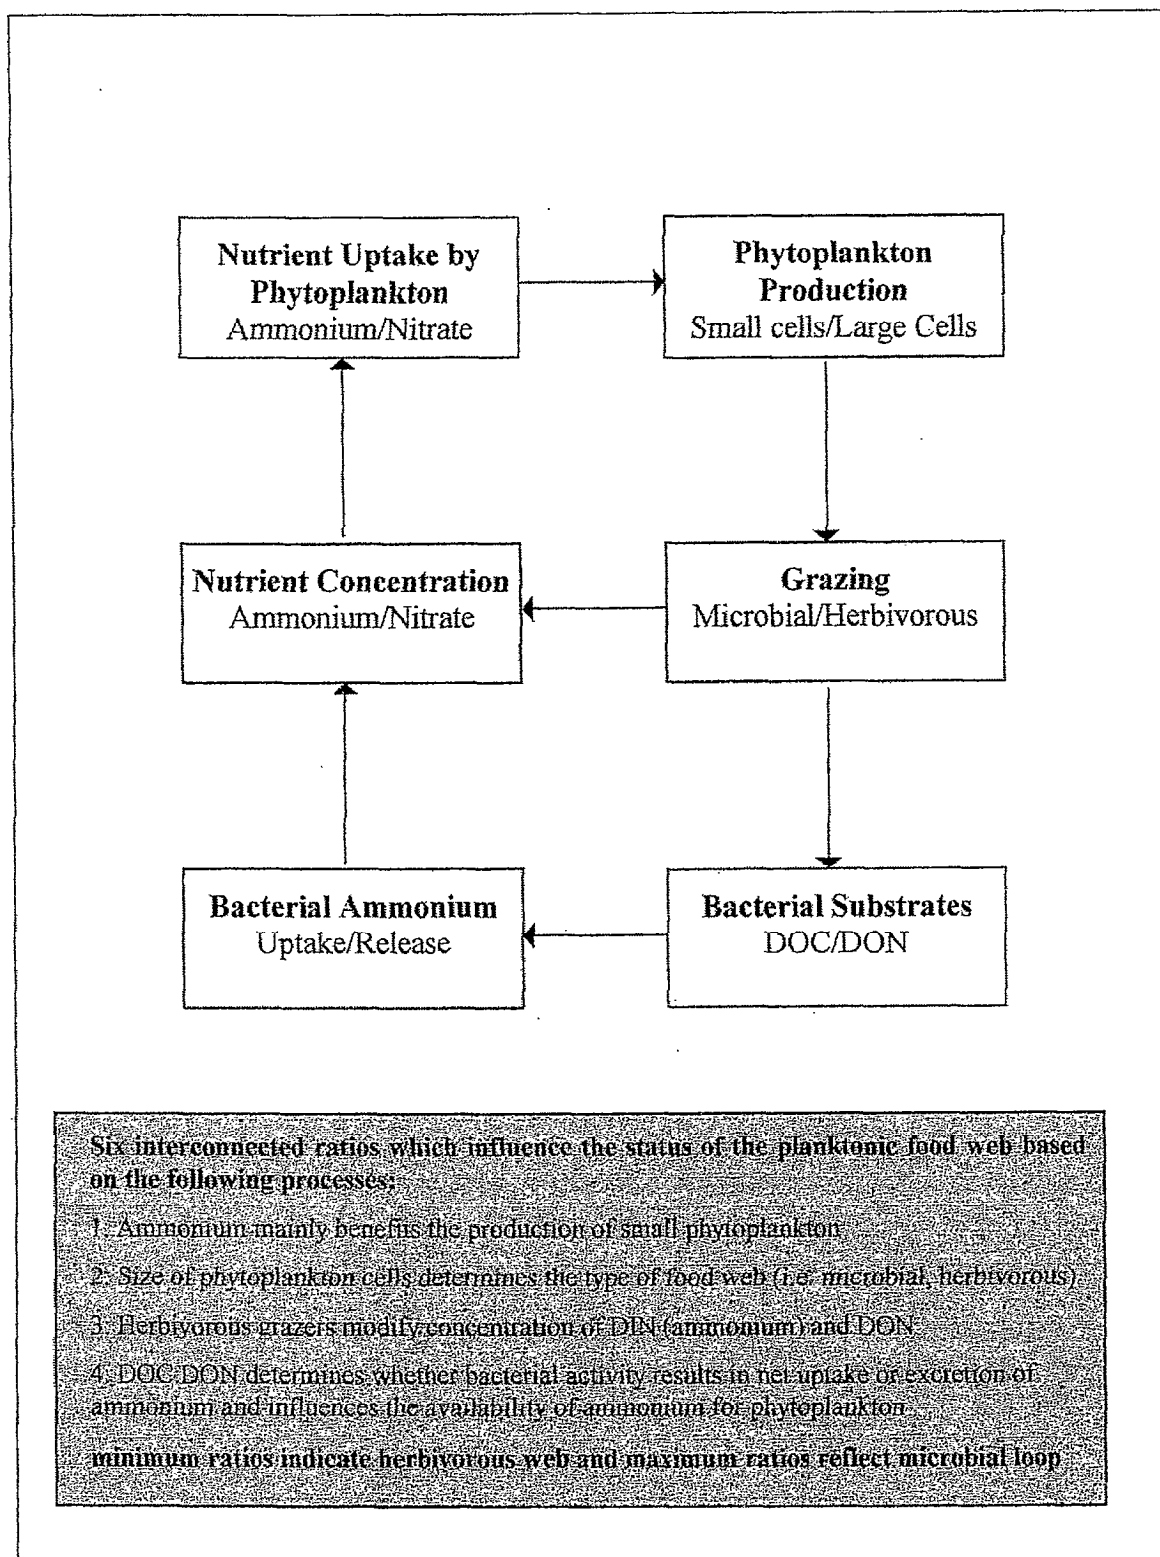 Nutrient Uptake by
Phytoplankton
Ammonium/Nitrate
Phytoplankton
Production
Small cells/Large Cells
Nutrient Concentration
Ammonium/Nitrate
Grazing
Microbial/Herbivorous
Bacterial Ammonium
Uptake/Release
Bacterial Substrates
DOC/DON
Six interconnected ratios which influence the status of the planktonic food web based
on the following processes:
1. Ammonium mainly benefits the production of small phytoplankton
2. Size of phytoplankton cells determines the type of food web (i.e. microbial, herbivorous)
3. Herbivorous grazers modify concentration of DIN (ammonium) and DON
4. DOC:DON determines whether bacterial activity results in net uptake or excretion of
ammonium and influences the availability of ammonium for phytoplankton
minimum ratios indicate herbivorous web and maximum ratios reflect microbial loop